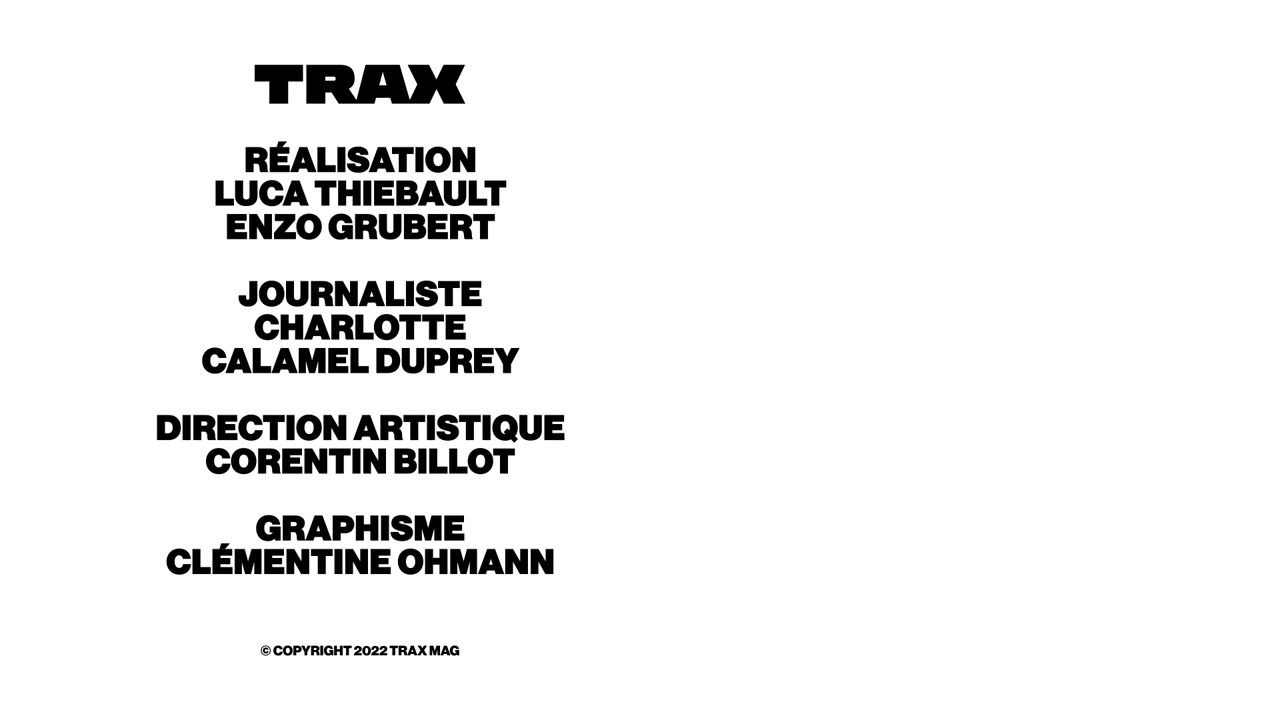 TRAX
RÉALISATION
LUCA THIEBAULT
ENZO GRUBERT
JOURNALISTE
CHARLOTTE
CALAMEL DUPREY
DIRECTION ARTISTIQUE
CORENTIN BILLOT
GRAPHISME
CLÉMENTINE OHMANN
© COPYRIGHT 2022 TRAX MAG